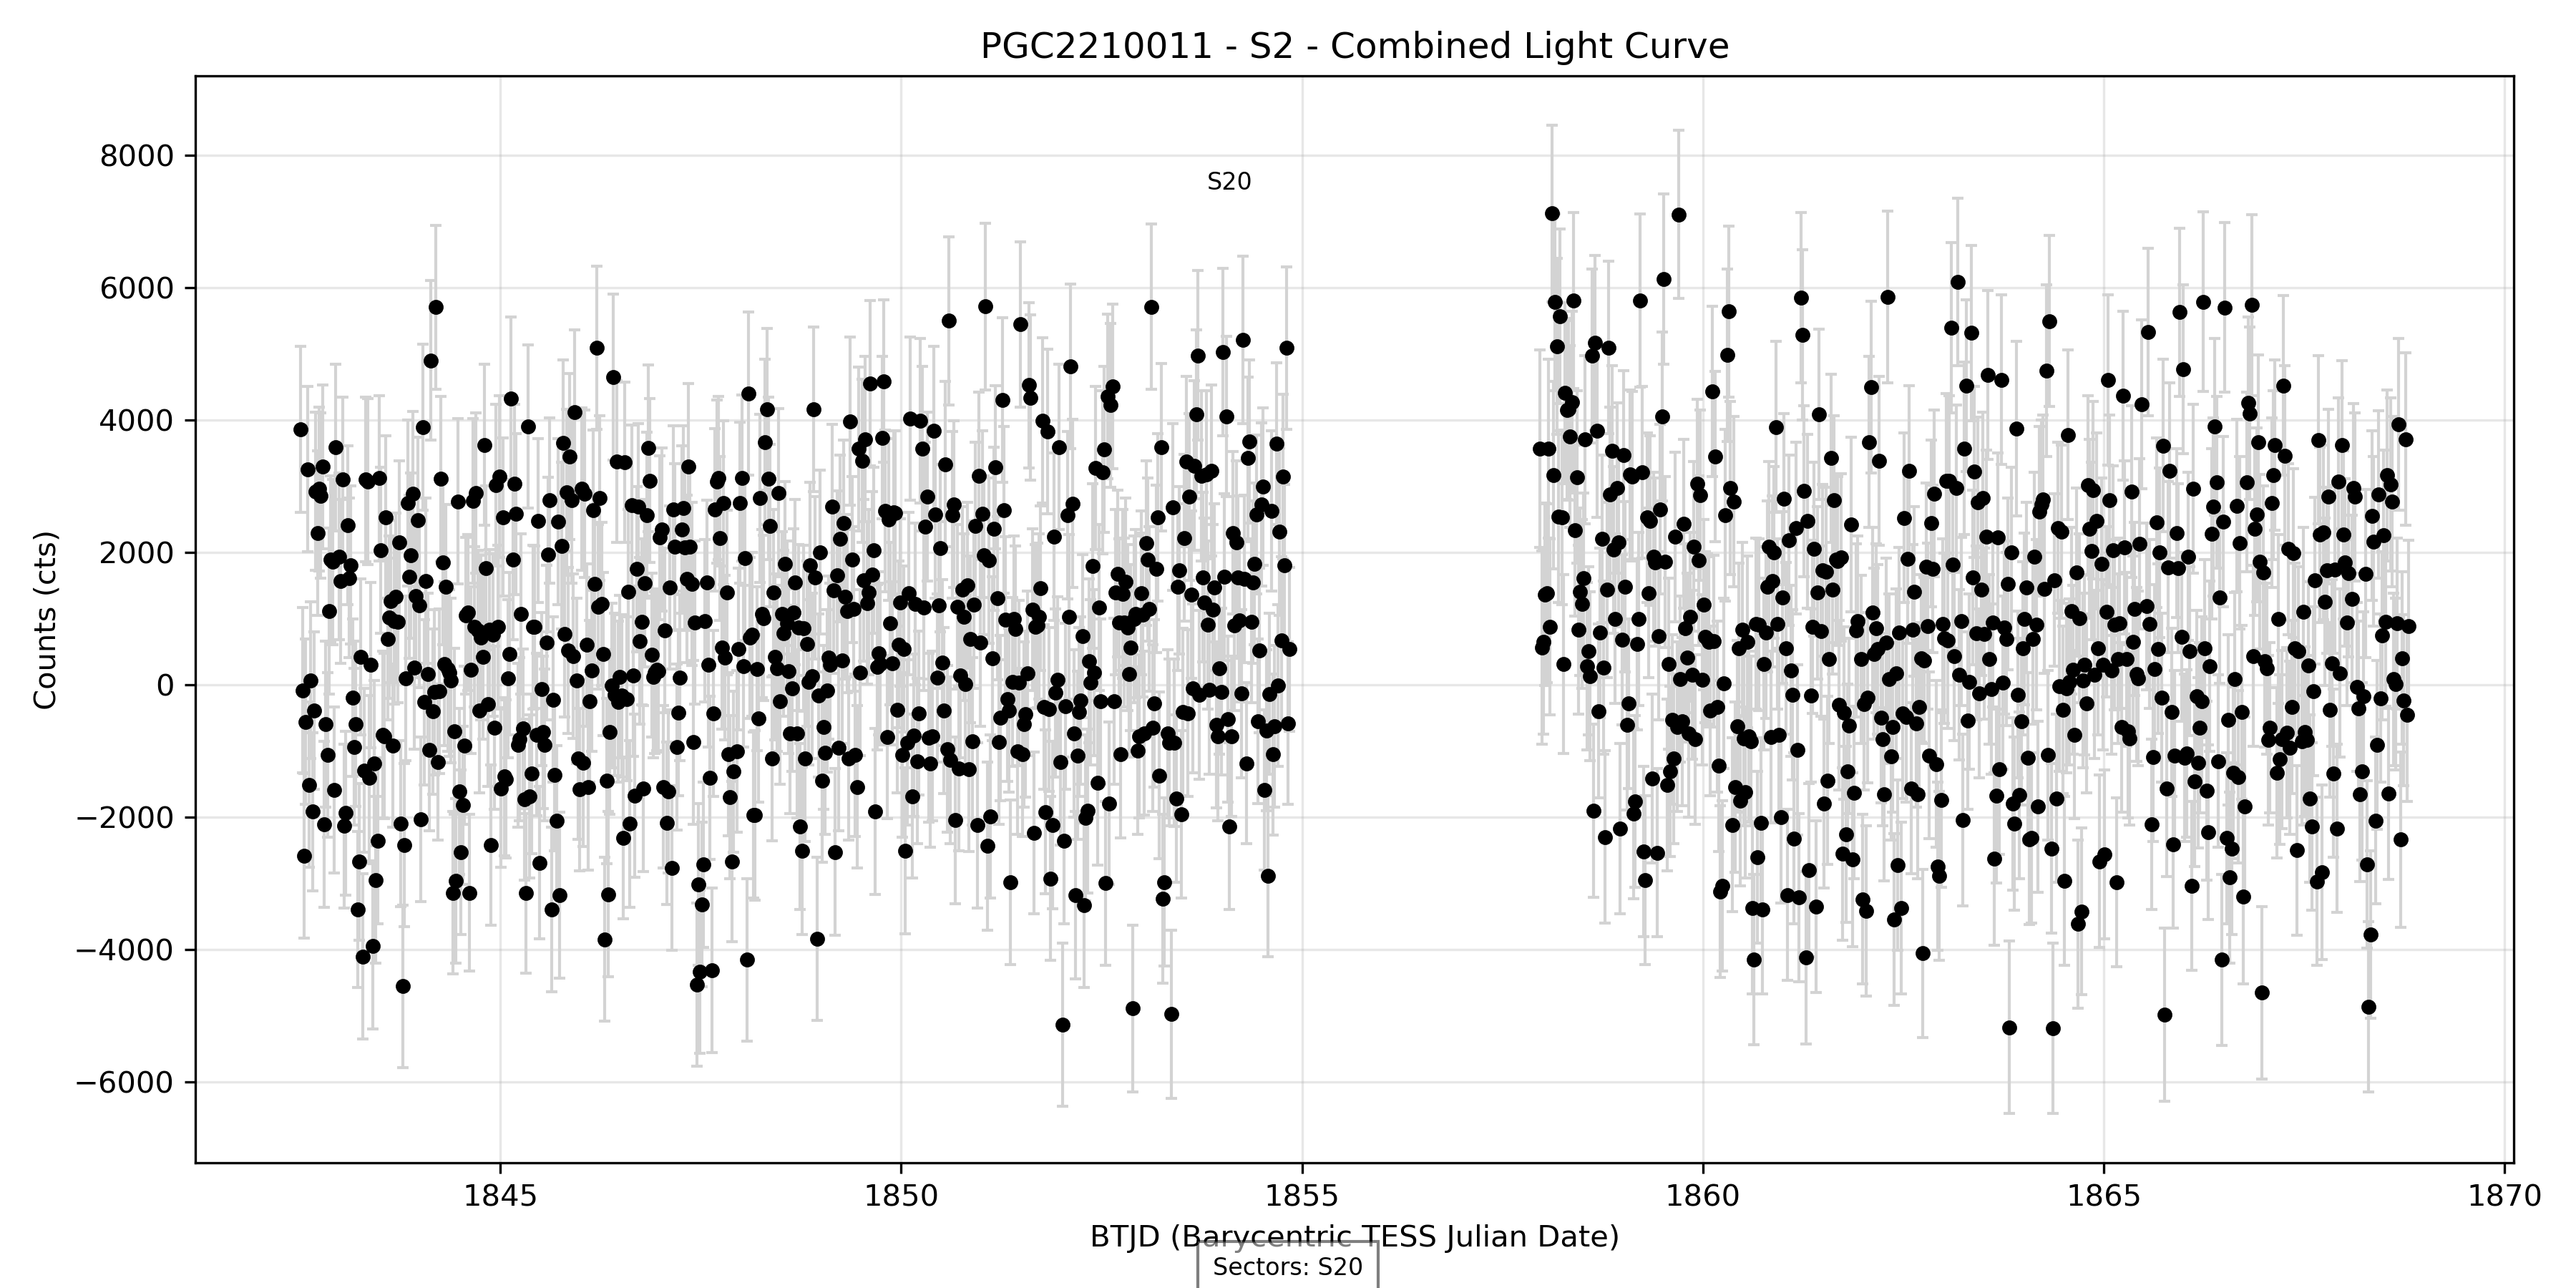 PGC2210011 - S2 - Combined Light Curve
8000
6000
4000
2000
0
−2000
−4000
−6000
Counts (cts)
S20
1845
1850
1855
1860
1865
1870
BTJD (Barycentric TESS Julian Date)
Sectors: S20